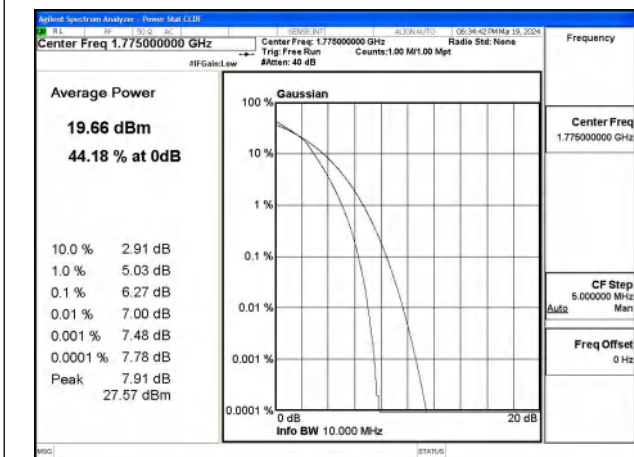 Agilent Spectrum Analyzer - Power Stat CCDF
RL RF 50 Ω AC SENSE:INT ALIGNAUTO 06:34:42 PM Mar 19, 2024
Center Freq 1.775000000 GHz
Center Freq: 1.775000000 GHz Radio Std: None
Trig: Free Run Counts:1.00 M/1.00 Mpt
#IFGain:Low #Atten: 40 dB
Frequency
Average Power
19.66 dBm
44.18 % at 0dB
10.0 % 2.91 dB
1.0 % 5.03 dB
0.1 % 6.27 dB
0.01 % 7.00 dB
0.001 % 7.48 dB
0.0001 % 7.78 dB
Peak 7.91 dB
27.57 dBm
Gaussian
100 %
10 %
1 %
0.1 %
0.01 %
0.001 %
0.0001 %
0 dB 20 dB
Info BW 10.000 MHz
Center Freq
1.775000000 GHz
CF Step
5.000000 MHz
Auto Man
Freq Offset
0 Hz
MSG STATUS